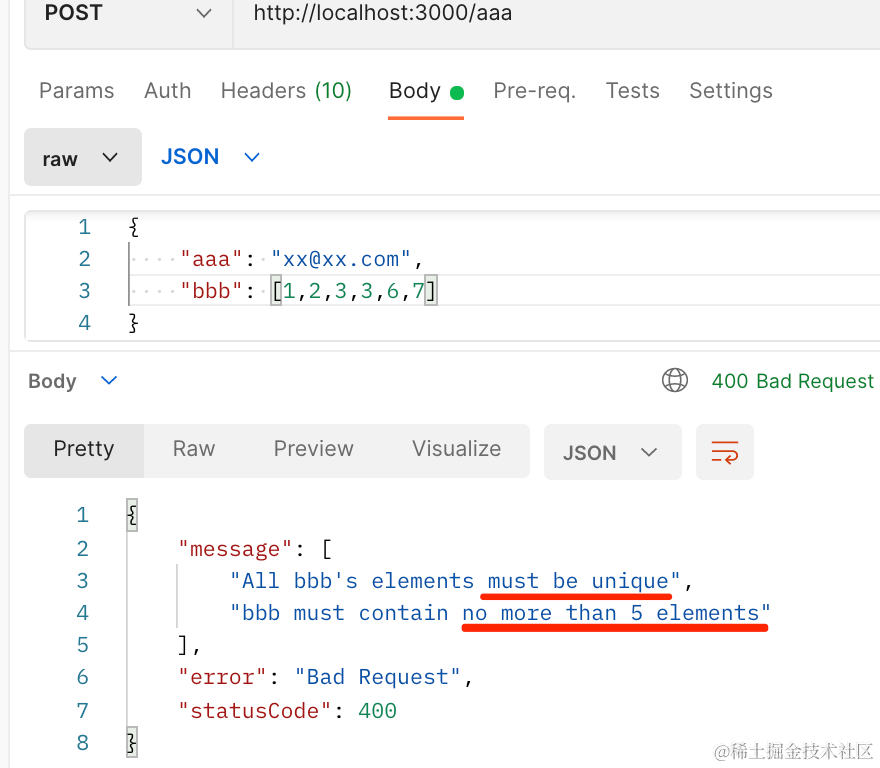 POST http://localhost:3000/aaa
Params Auth Headers (10) Body Pre-req. Tests Settings
raw JSON
1 {
2 "aaa": "xx@xx.com",
3 "bbb": [1,2,3,3,6,7]
4 }
Body 400 Bad Request
Pretty Raw Preview Visualize JSON
1 {
2 "message": [
3 "All bbb's elements must be unique",
4 "bbb must contain no more than 5 elements"
5 ],
6 "error": "Bad Request",
7 "statusCode": 400
8 }
@稀土掘金技术社区